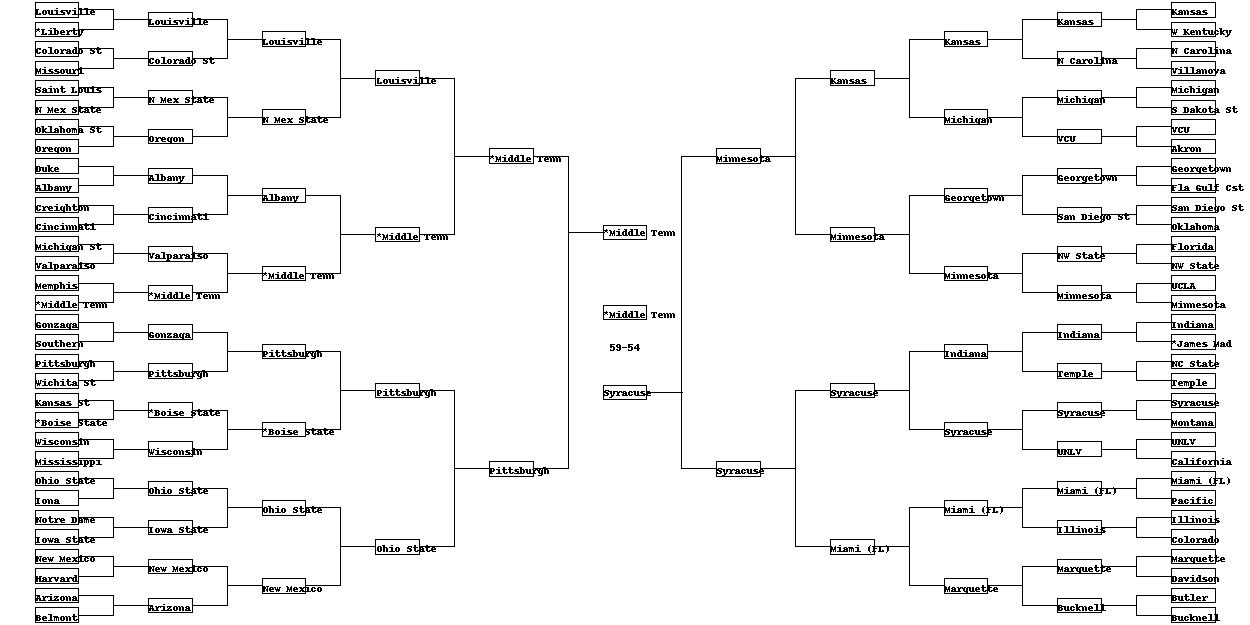 Louisville
*Liberty
Colorado St
Missouri
Saint Louis
N Mex State
Oklahoma St
Oregon
Duke
Albany
Creighton
Cincinnati
Michigan St
Valparaiso
Memphis
*Middle Tenn
Gonzaga
Southern
Pittsburgh
Wichita St
Kansas St
*Boise State
Wisconsin
Mississippi
Ohio State
Iona
Notre Dame
Iowa State
New Mexico
Harvard
Arizona
Belmont
Louisville
Colorado St
N Mex State
Oregon
Albany
Cincinnati
Valparaiso
*Middle Tenn
Gonzaga
Pittsburgh
*Boise State
Wisconsin
Ohio State
Iowa State
New Mexico
Arizona
Louisville
N Mex State
Albany
*Middle Tenn
Pittsburgh
*Boise State
Ohio State
New Mexico
Louisville
*Middle Tenn
Pittsburgh
Ohio State
*Middle Tenn
Pittsburgh
*Middle Tenn
*Middle Tenn
59-54
Syracuse
Minnesota
Syracuse
Kansas
Minnesota
Syracuse
Miami (FL)
Kansas
Michigan
Georgetown
Minnesota
Indiana
Syracuse
Miami (FL)
Marquette
Kansas
N Carolina
Michigan
VCU
Georgetown
San Diego St
NW State
Minnesota
Indiana
Temple
Syracuse
UNLV
Miami (FL)
Illinois
Marquette
Bucknell
Kansas
W Kentucky
N Carolina
Villanova
Michigan
S Dakota St
VCU
Akron
Georgetown
Fla Gulf Cst
San Diego St
Oklahoma
Florida
NW State
UCLA
Minnesota
Indiana
*James Mad
NC State
Temple
Syracuse
Montana
UNLV
California
Miami (FL)
Pacific
Illinois
Colorado
Marquette
Davidson
Butler
Bucknell